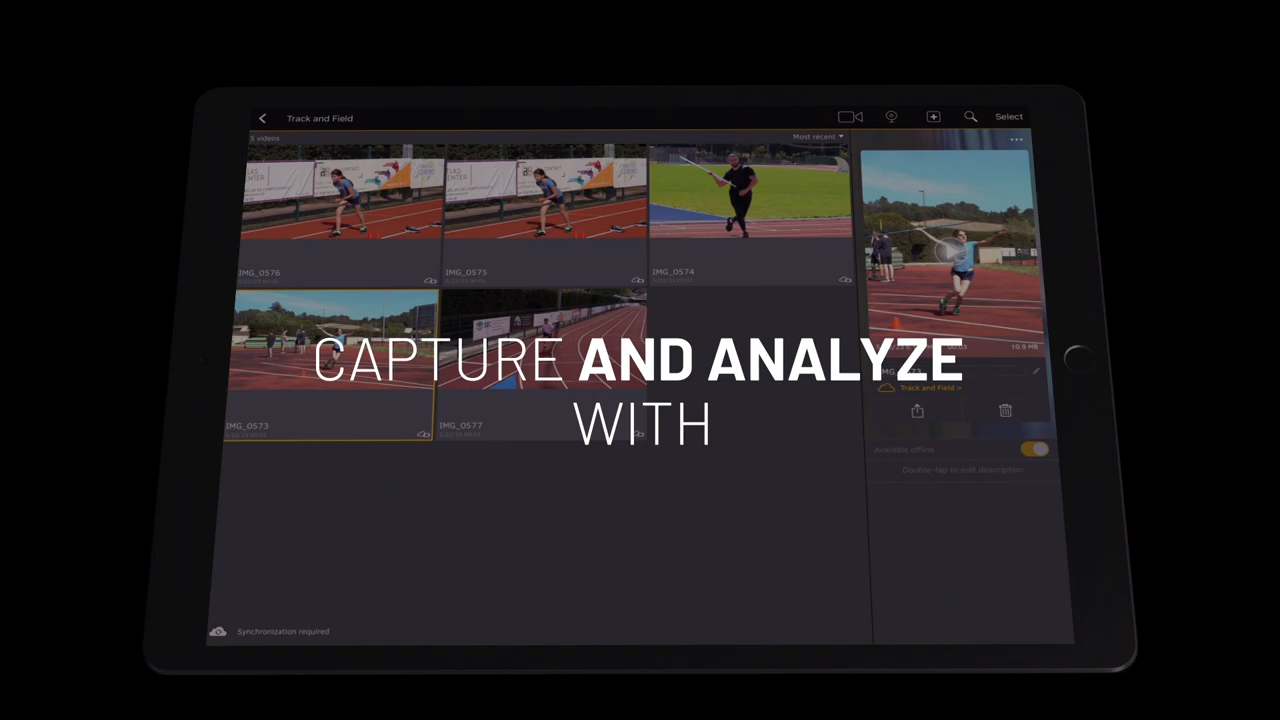 Track and Field
Select
5 videos
Most recent
IMG_0576
IMG_0575
IMG_0574
CAPTURE AND ANALYZE
WITH
10.9 MB
Track and Field >
IMG_0573
IMG_0577
Available offline
Double-tap to edit description
Synchronization required